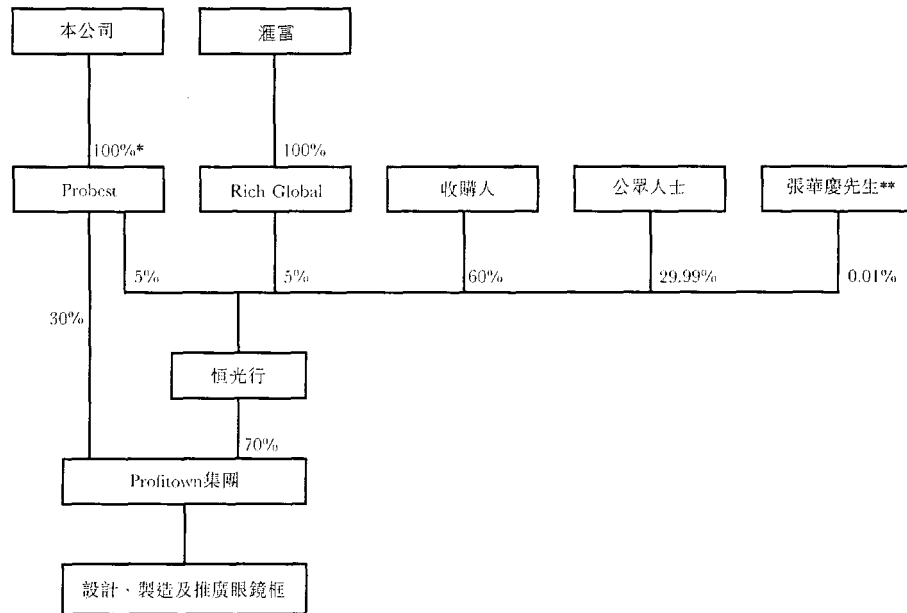 本公司
滙富
100%*
100%
Probest
Rich Global
收購人
公眾人士
張華慶先生**
5%
5%
60%
29.99%
0.01%
30%
恒光行
70%
Profitown集團
設計、製造及推廣眼鏡框